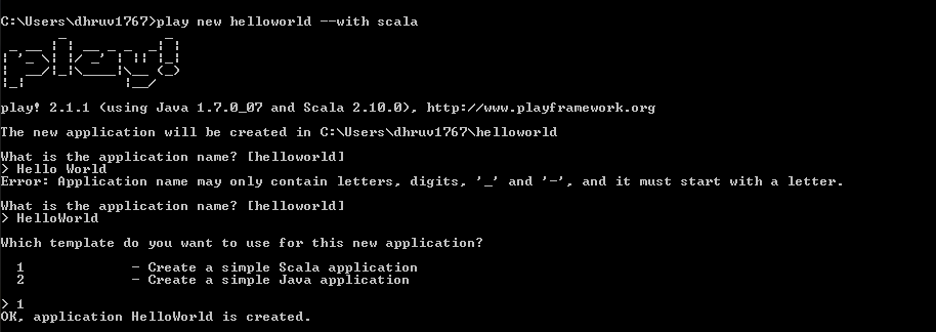 C:\Users\dhruv1767>play new helloworld --with scala
play!
play! 2.1.1 (using Java 1.7.0_07 and Scala 2.10.0), http://www.playframework.org
The new application will be created in C:\Users\dhruv1767\helloworld
What is the application name? [helloworld]
> Hello World
Error: Application name may only contain letters, digits, '_' and '-', and it must start with a letter.
What is the application name? [helloworld]
> HelloWorld
Which template do you want to use for this new application?
1 - Create a simple Scala application
2 - Create a simple Java application
> 1
OK, application HelloWorld is created.